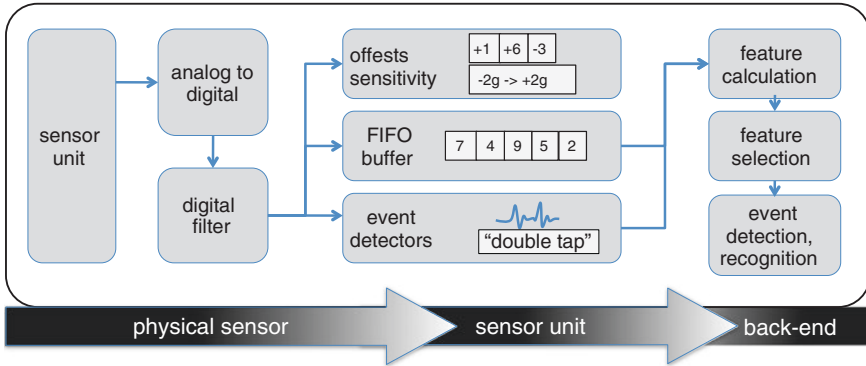 sensor
unit
analog to
digital
digital
filter
offests
sensitivity
+1 +6 -3
-2g -> +2g
FIFO
buffer
7 4 9 5 2
event
detectors
“double tap”
feature
calculation
feature
selection
event
detection,
recognition
physical sensor
sensor unit
back-end